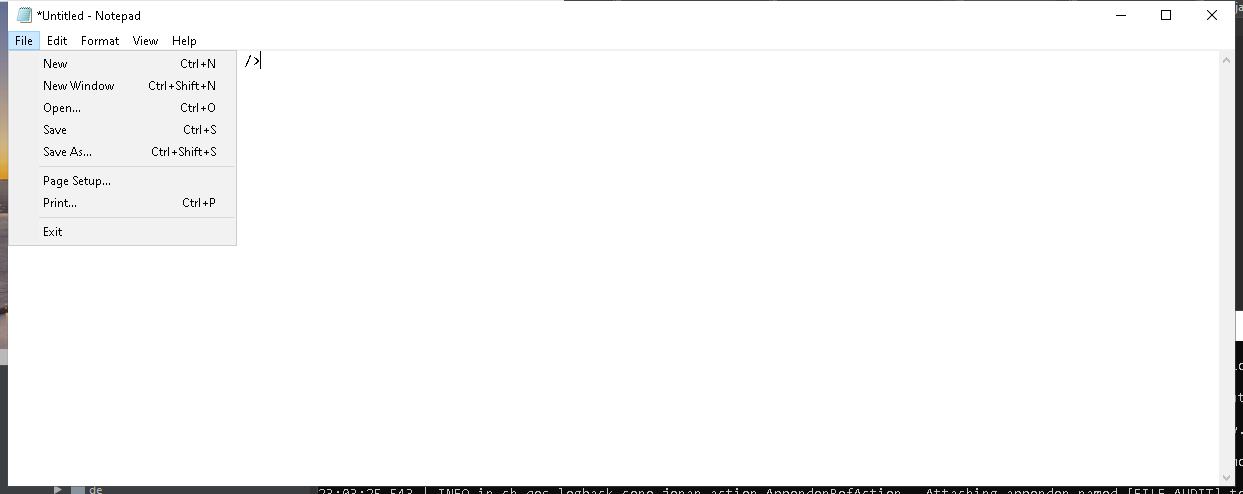 *Untitled - Notepad
File Edit Format View Help
/>
New Ctrl+N
New Window Ctrl+Shift+N
Open... Ctrl+O
Save Ctrl+S
Save As... Ctrl+Shift+S
Page Setup...
Print... Ctrl+P
Exit
de
23:03:25,543 | INFO in ch.qos.logback.core.joran.action.AppenderRefAction - Attaching appender named [FILE_AUDIT]